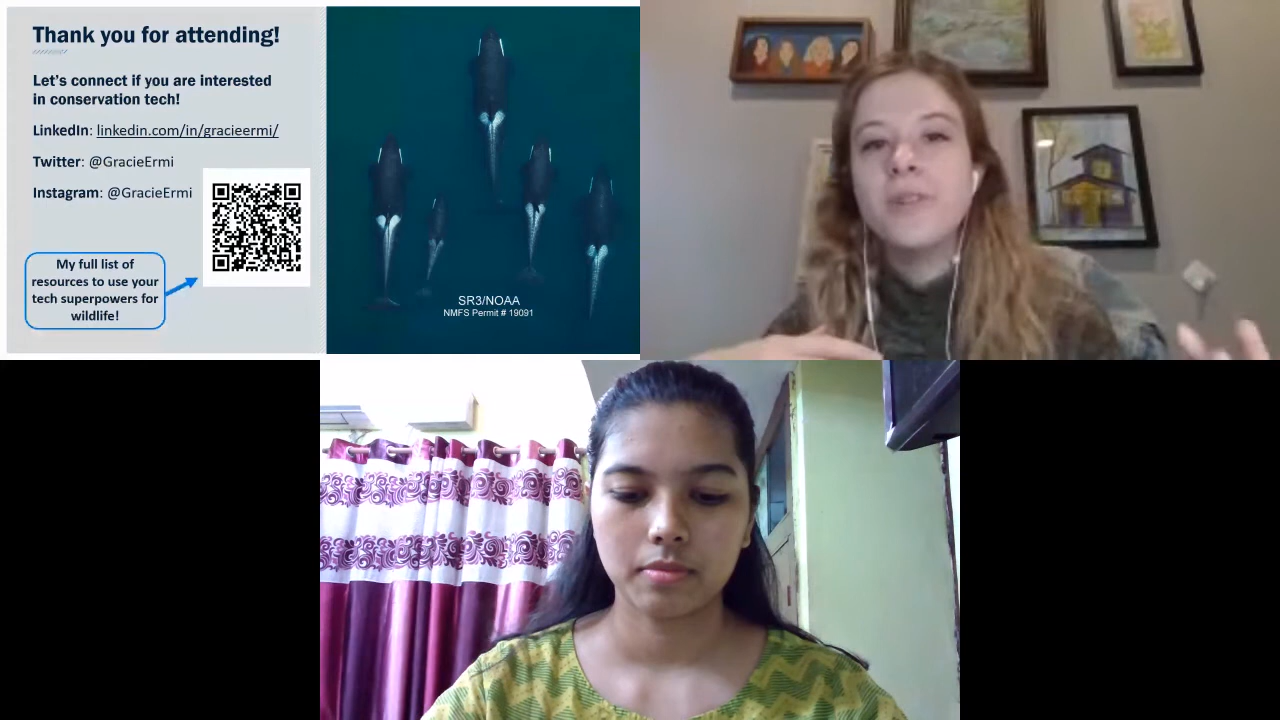 Thank you for attending!
Let's connect if you are interested
in conservation tech!
LinkedIn: linkedin.com/in/gracieermi/
Twitter: @GracieErmi
Instagram: @GracieErmi
My full list of
resources to use your
tech superpowers for
wildlife!
SR3/NOAA
NMFS Permit # 19091